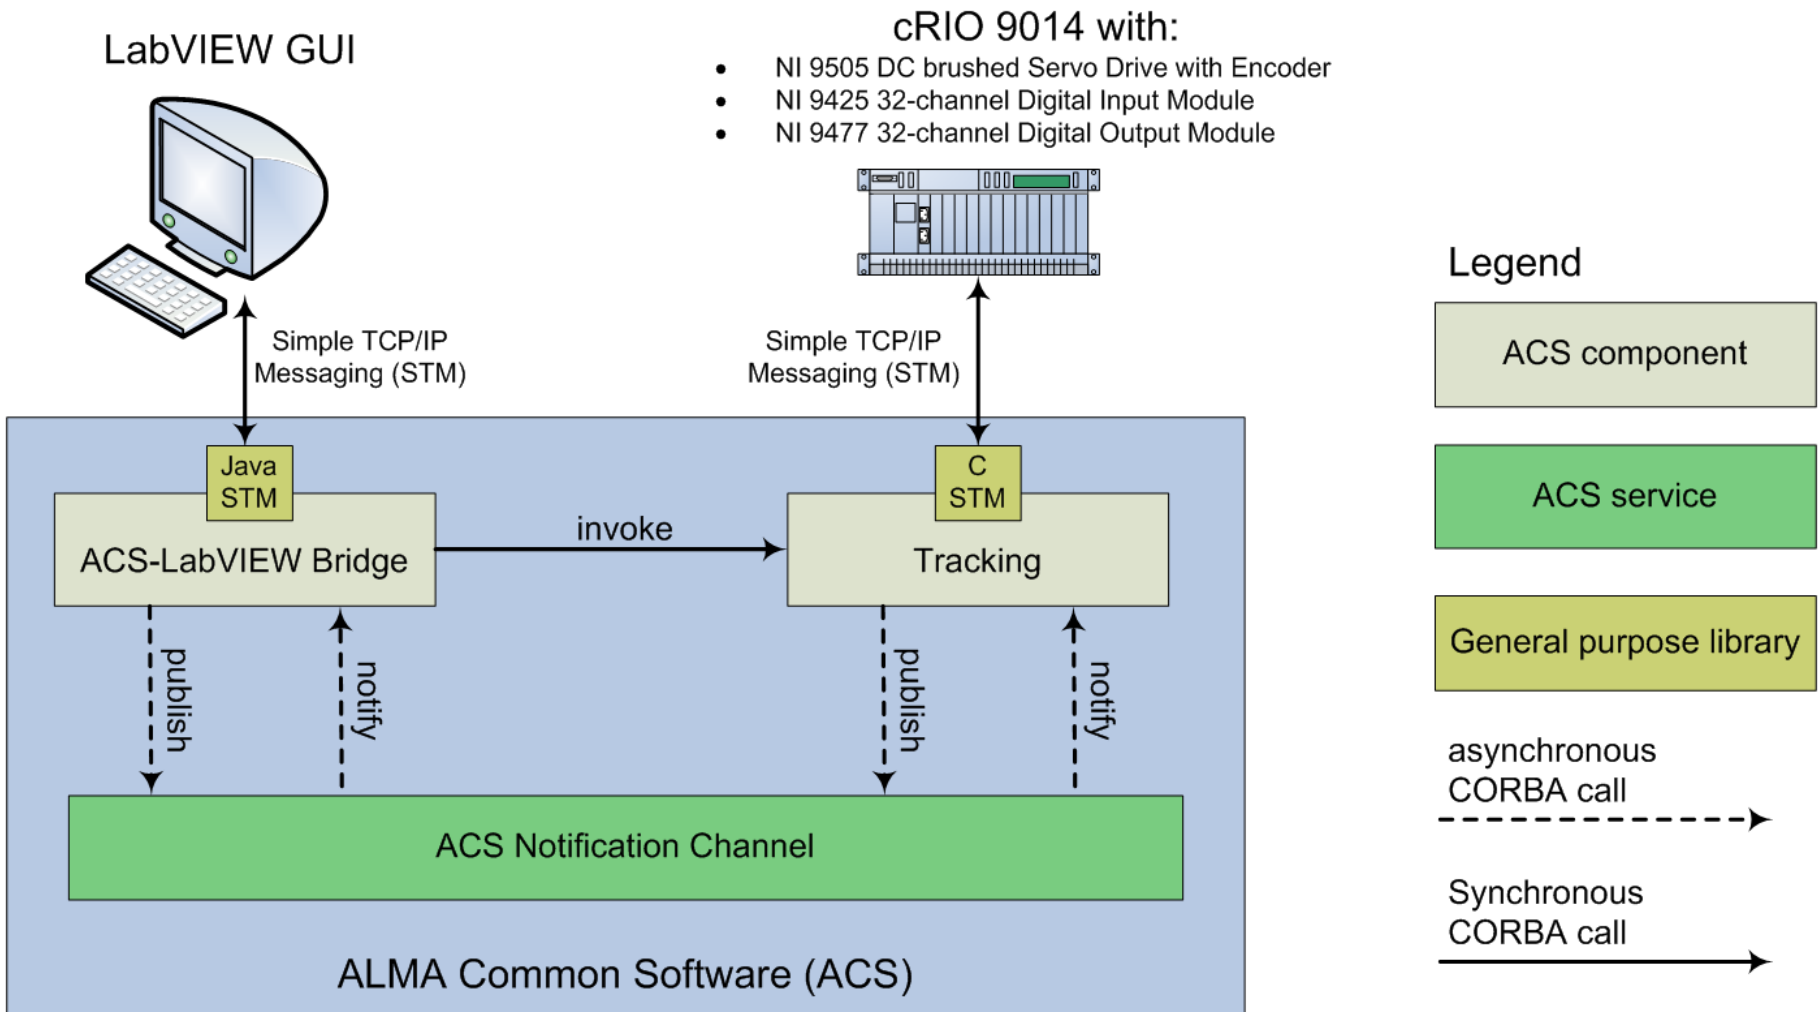 LabVIEW GUI
cRIO 9014 with:
• NI 9505 DC brushed Servo Drive with Encoder
• NI 9425 32-channel Digital Input Module
• NI 9477 32-channel Digital Output Module
Simple TCP/IP
Messaging (STM)
Simple TCP/IP
Messaging (STM)
Java
STM
ACS-LabVIEW Bridge
invoke
C
STM
Tracking
publish
notify
publish
notify
ACS Notification Channel
ALMA Common Software (ACS)
Legend
ACS component
ACS service
General purpose library
asynchronous
CORBA call
Synchronous
CORBA call